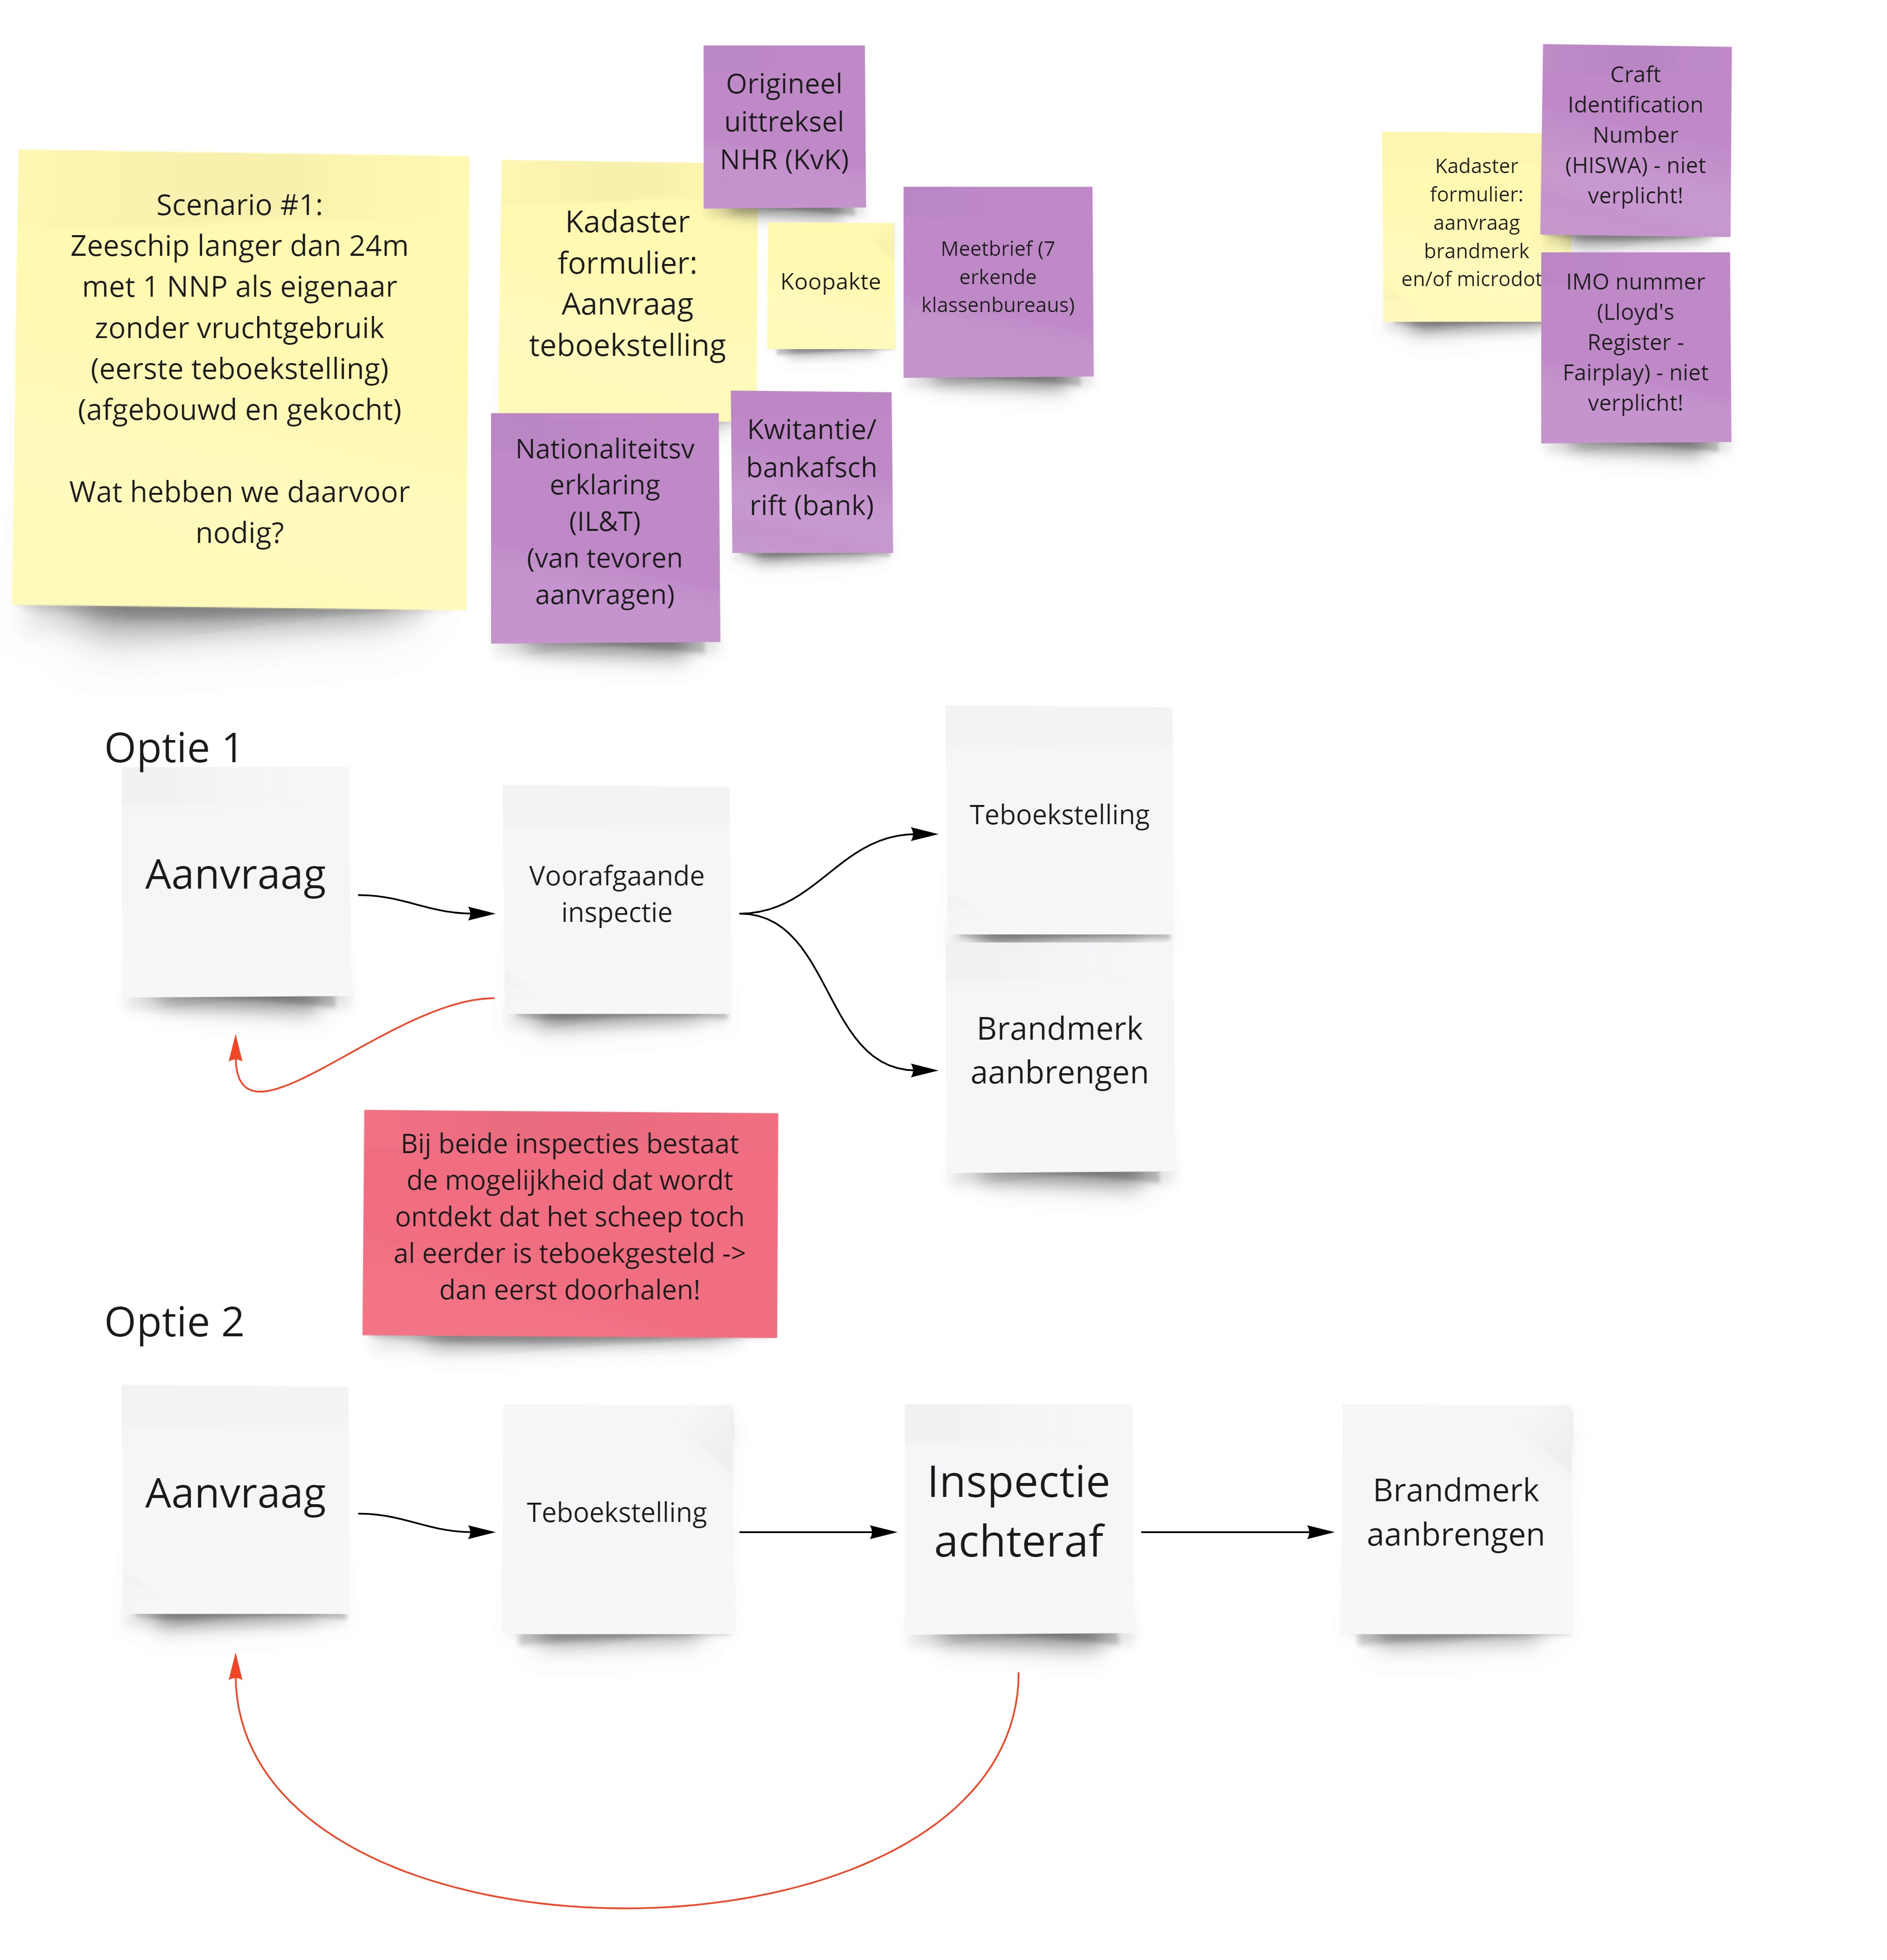 Scenario #1:
Zeeschip langer dan 24m
met 1 NNP als eigenaar
zonder vruchtgebruik
(eerste teboekstelling)
(afgebouwd en gekocht)
Wat hebben we daarvoor
nodig?
Kadaster
formulier:
Aanvraag
teboekstelling
Origineel
uittreksel
NHR (KvK)
Koopakte
Meetbrief (7
erkende
klassenbureaus)
Nationaliteitsv
erklaring
(IL&T)
(van tevoren
aanvragen)
Kwitantie/
bankafsch
rift (bank)
Kadaster
formulier:
aanvraag
brandmerk
en/of microdot
Craft
Identification
Number
(HISWA) - niet
verplicht!
IMO nummer
(Lloyd's
Register -
Fairplay) - niet
verplicht!
Optie 1
Aanvraag
Voorafgaande
inspectie
Teboekstelling
Brandmerk
aanbrengen
Bij beide inspecties bestaat
de mogelijkheid dat wordt
ontdekt dat het scheep toch
al eerder is teboekgesteld ->
dan eerst doorhalen!
Optie 2
Aanvraag
Teboekstelling
Inspectie
achteraf
Brandmerk
aanbrengen